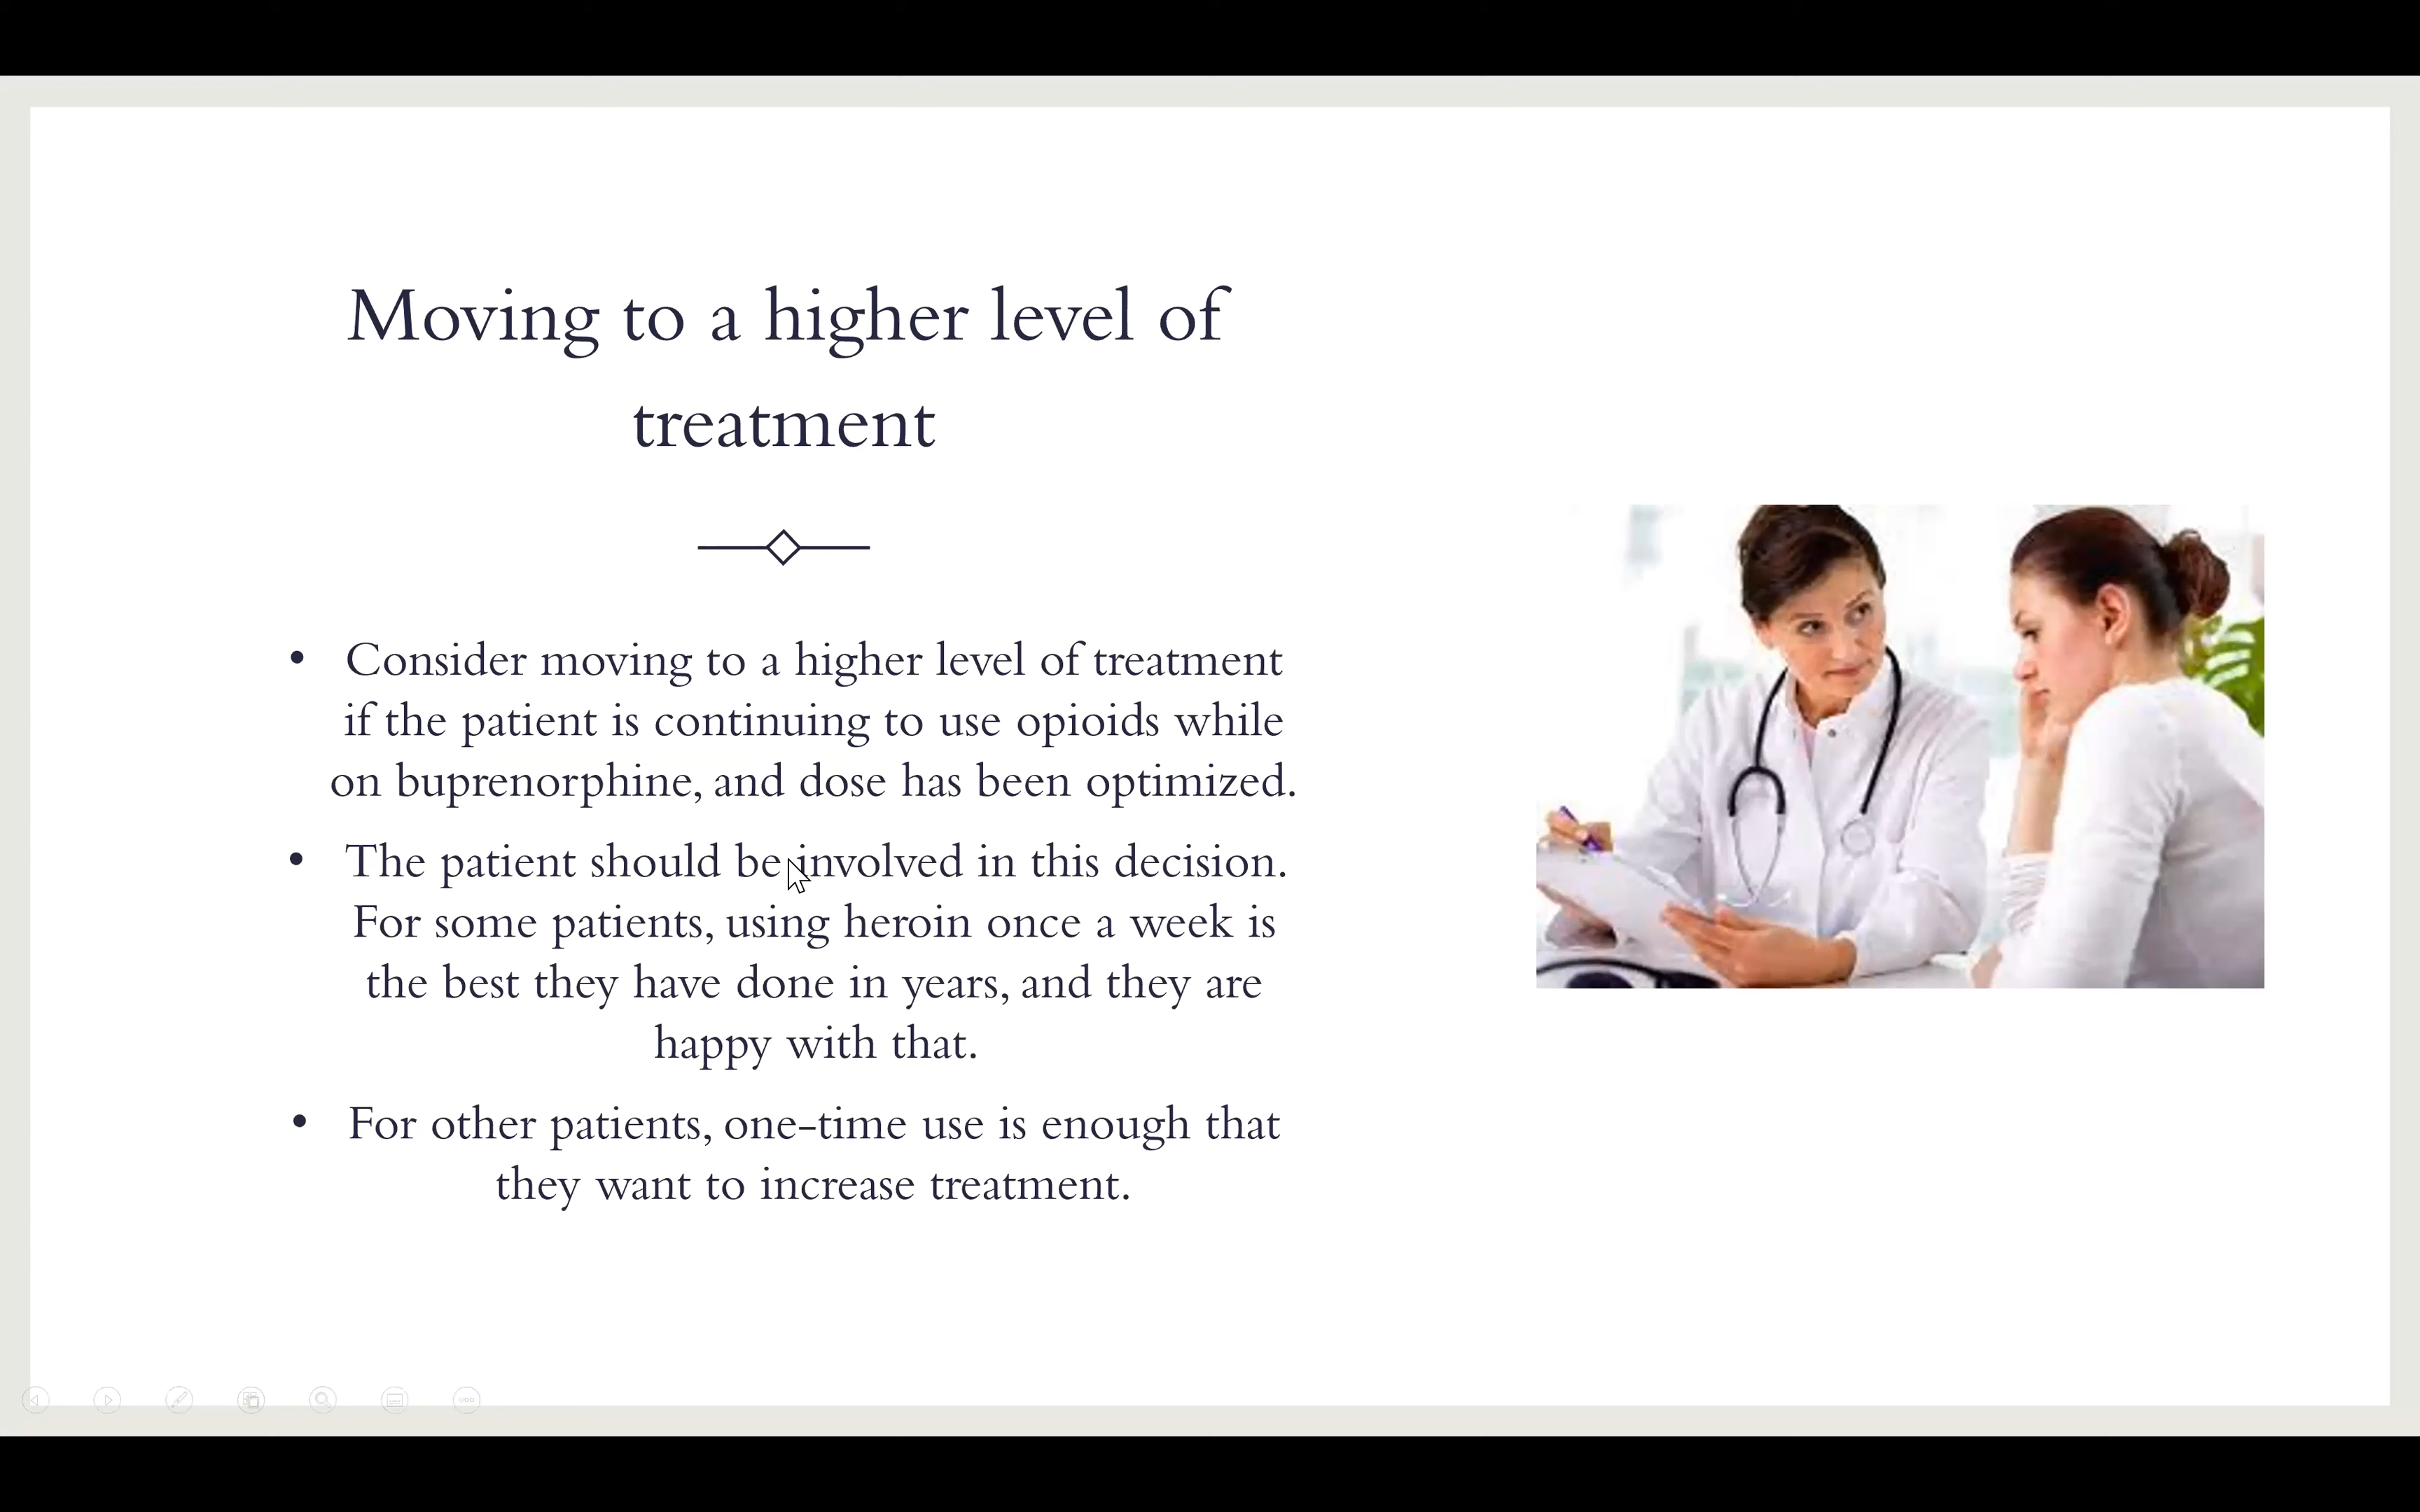 Moving to a higher level of
treatment
• Consider moving to a higher level of treatment
if the patient is continuing to use opioids while
on buprenorphine, and dose has been optimized.
• The patient should be involved in this decision.
For some patients, using heroin once a week is
the best they have done in years, and they are
happy with that.
• For other patients, one-time use is enough that
they want to increase treatment.